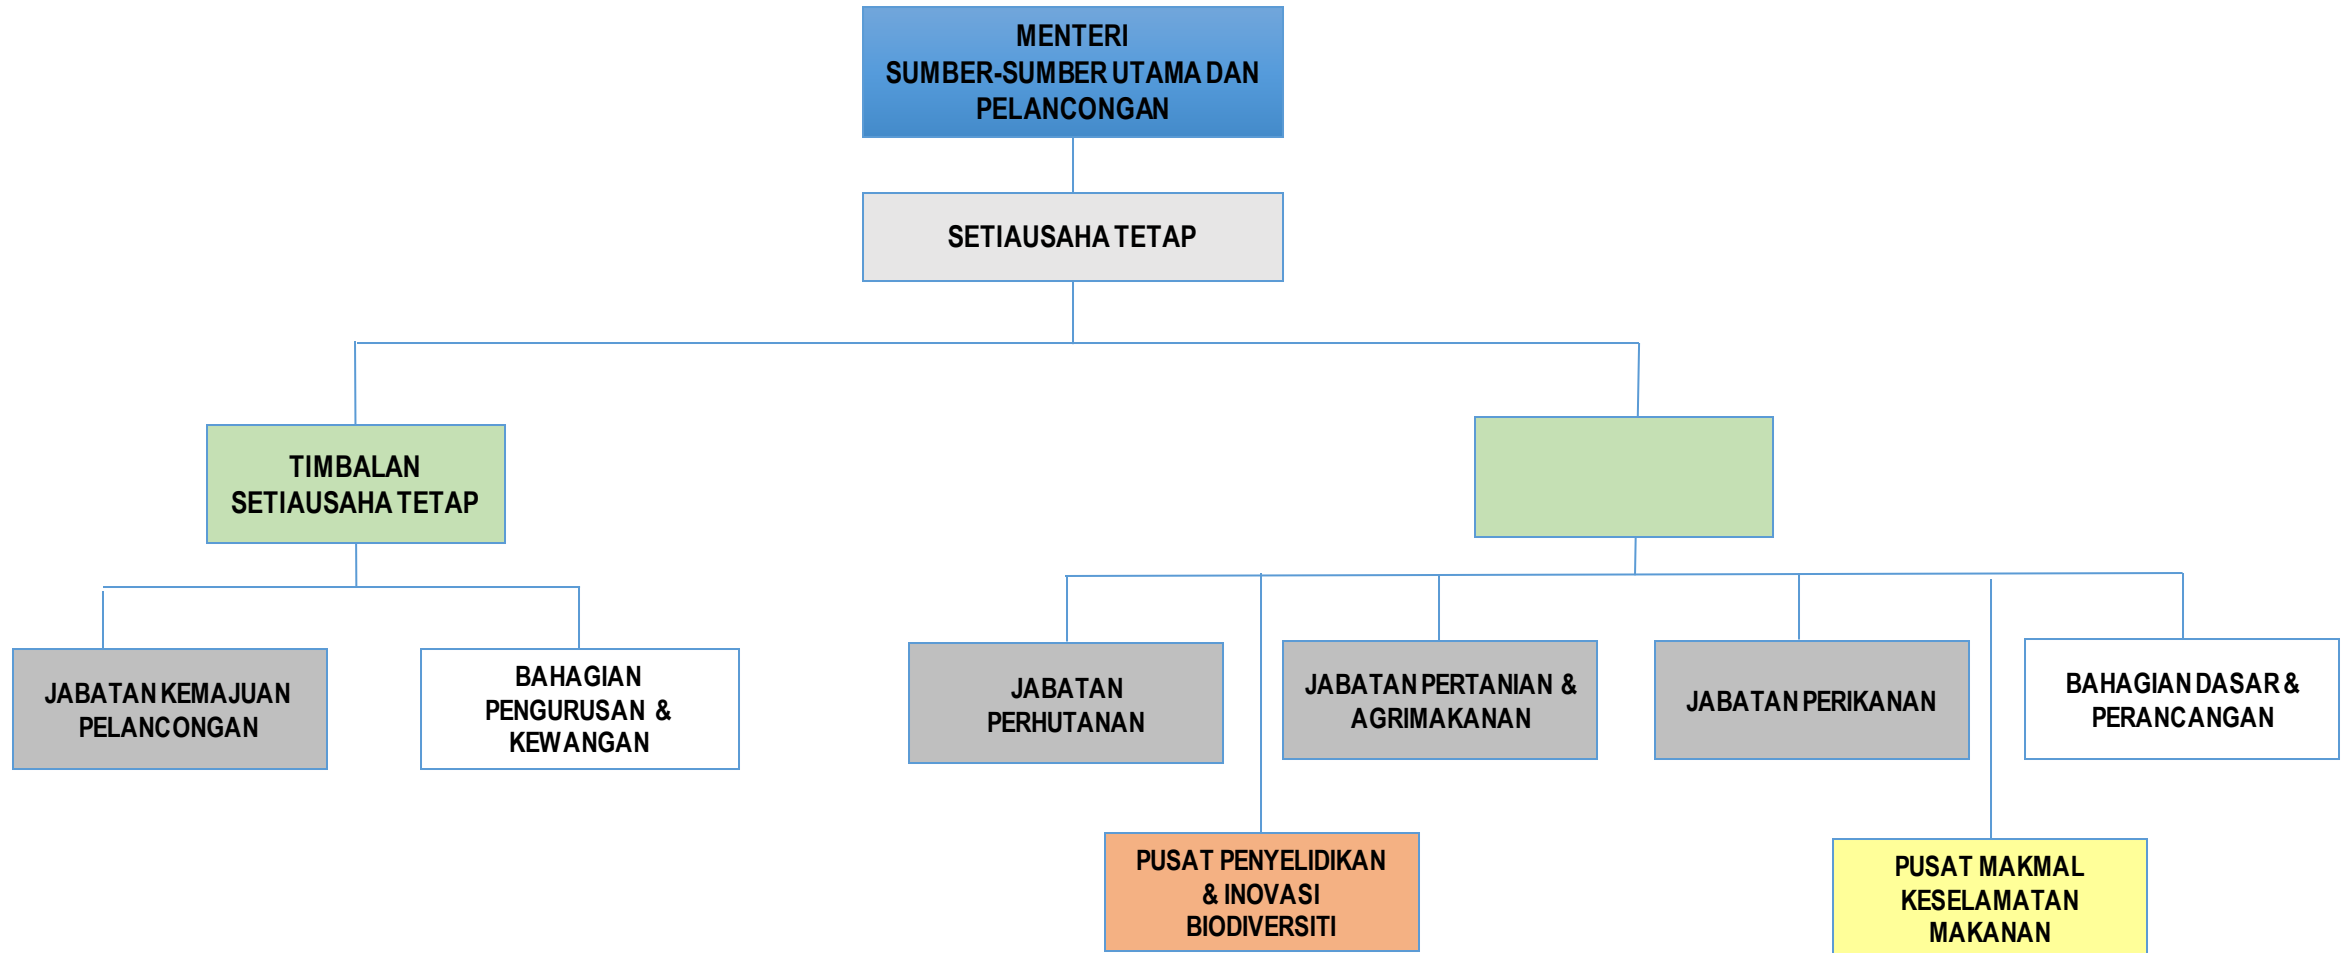 MENTERI
SUMBER-SUMBER UTAMA DAN
PELANCONGAN
SETIAUSAHA TETAP
TIMBALAN
SETIAUSAHA TETAP
JABATAN KEMAJUAN
PELANCONGAN
BAHAGIAN
PENGURUSAN &
KEWANGAN
JABATAN
PERHUTANAN
JABATAN PERTANIAN &
AGRIMAKANAN
JABATAN PERIKANAN
BAHAGIAN DASAR &
PERANCANGAN
PUSAT PENYELIDIKAN
& INOVASI
BIODIVERSITI
PUSAT MAKMAL
KESELAMATAN
MAKANAN